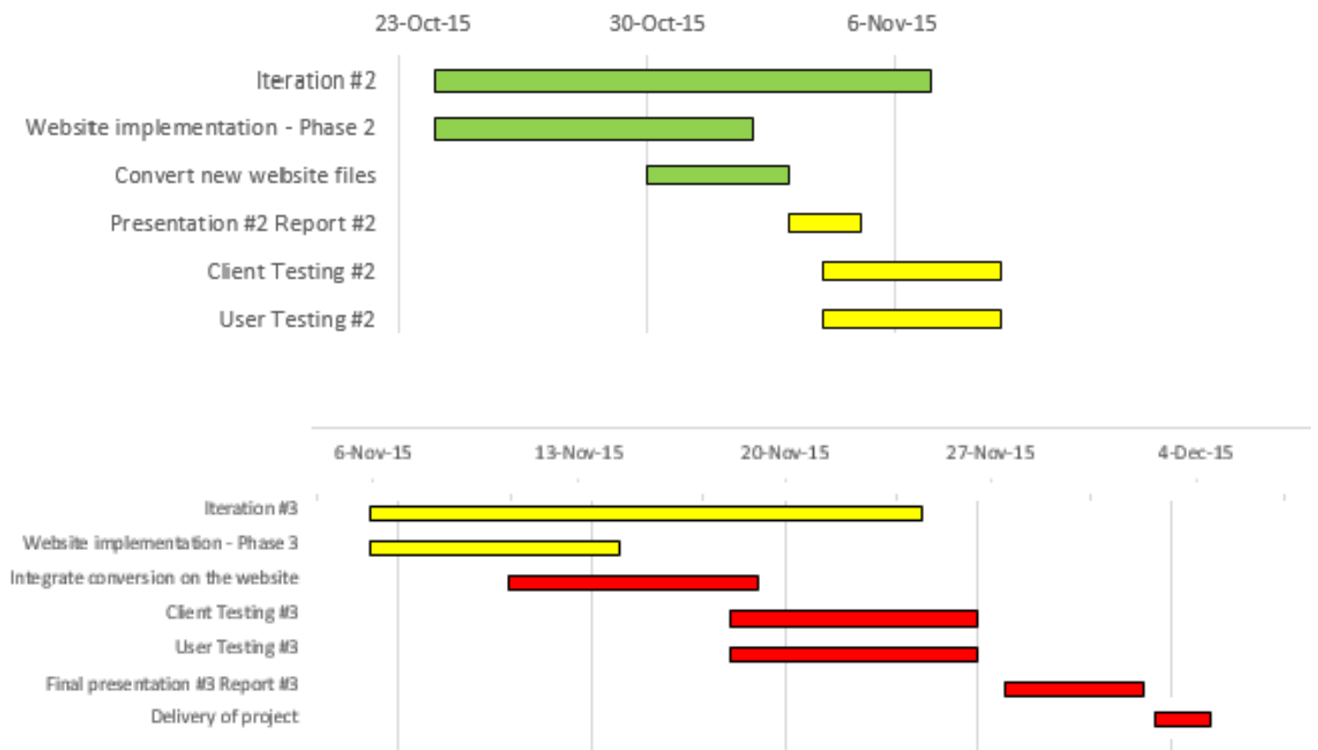 23-Oct-15 30-Oct-15 6-Nov-15
Iteration #2
Website implementation - Phase 2
Convert new website files
Presentation #2 Report #2
Client Testing #2
User Testing #2
6-Nov-15 13-Nov-15 20-Nov-15 27-Nov-15 4-Dec-15
Iteration #3
Website implementation - Phase 3
Integrate conversion on the website
Client Testing #3
User Testing #3
Final presentation #3 Report #3
Delivery of project